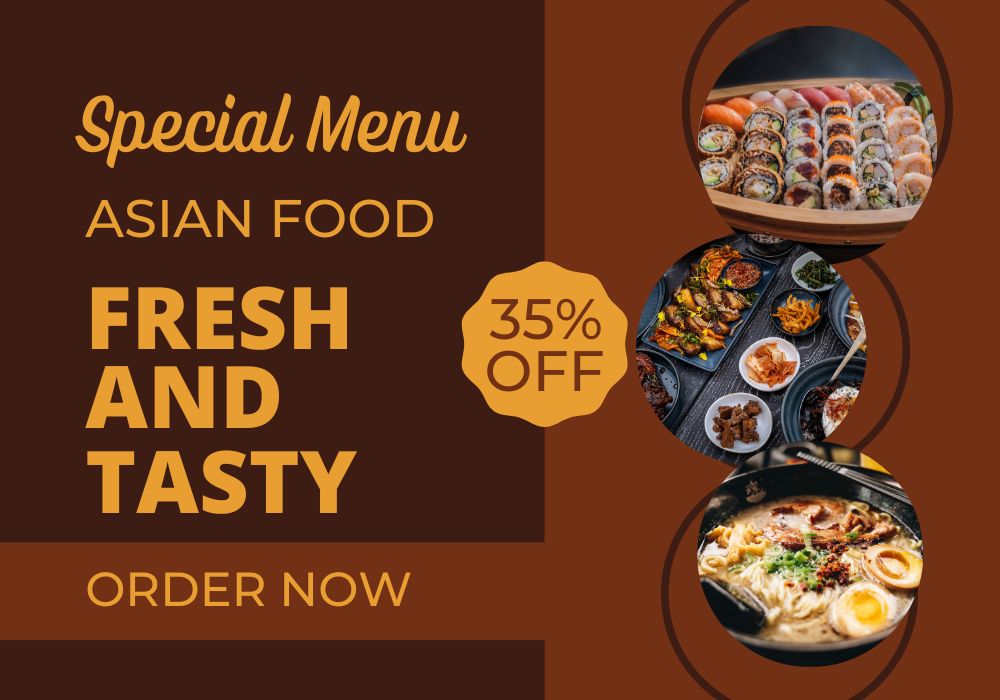 Special Menu
ASIAN FOOD
FRESH
AND
TASTY
35%
OFF
ORDER NOW